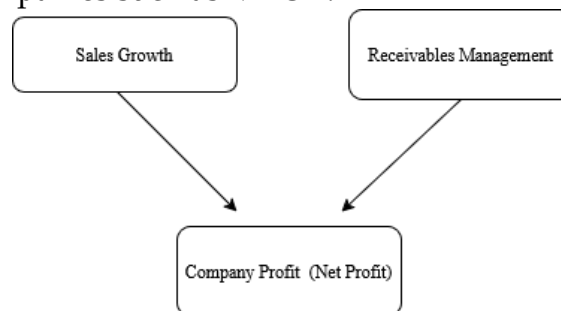 Sales Growth
Receivables Management
Company Profit (Net Profit)